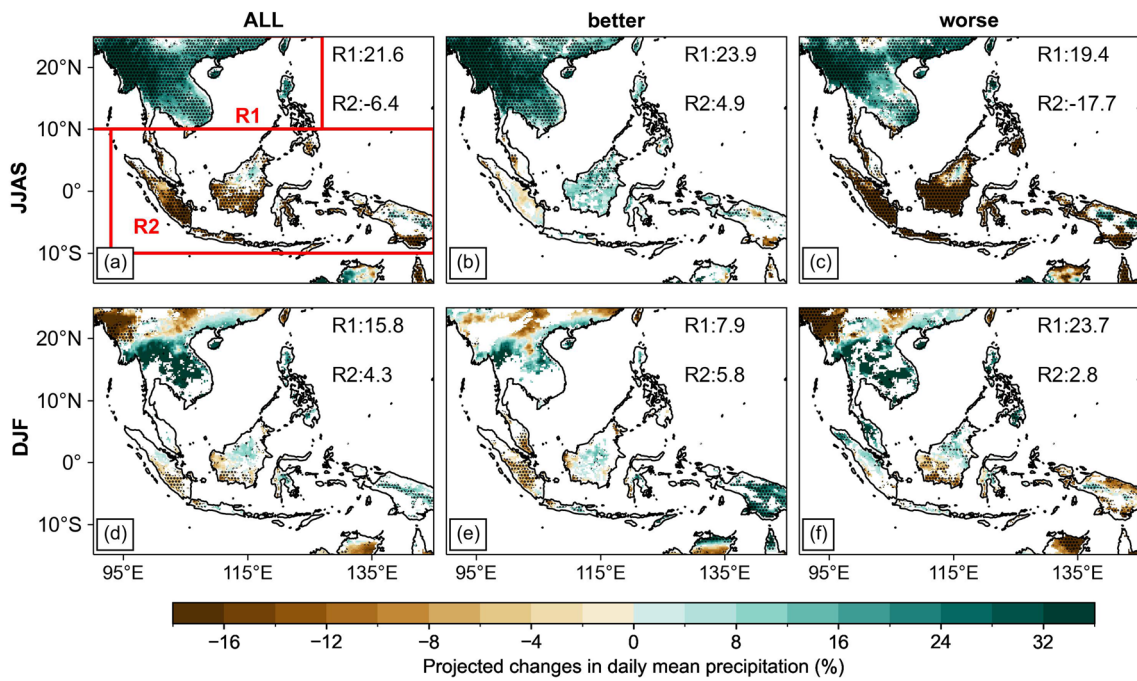 ALL better worse
JJAS
20°N
10°N
0°
10°S
R1:21.6
R2:-6.4
R1
R2
(a)
R1:23.9
R2:4.9
(b)
R1:19.4
R2:-17.7
(c)
DJF
20°N
10°N
0°
10°S
R1:15.8
R2:4.3
(d)
R1:7.9
R2:5.8
(e)
R1:23.7
R2:2.8
(f)
95°E 115°E 135°E 95°E 115°E 135°E 95°E 115°E 135°E
−16 −12 −8 −4 0 8 16 24 32
Projected changes in daily mean precipitation (%)